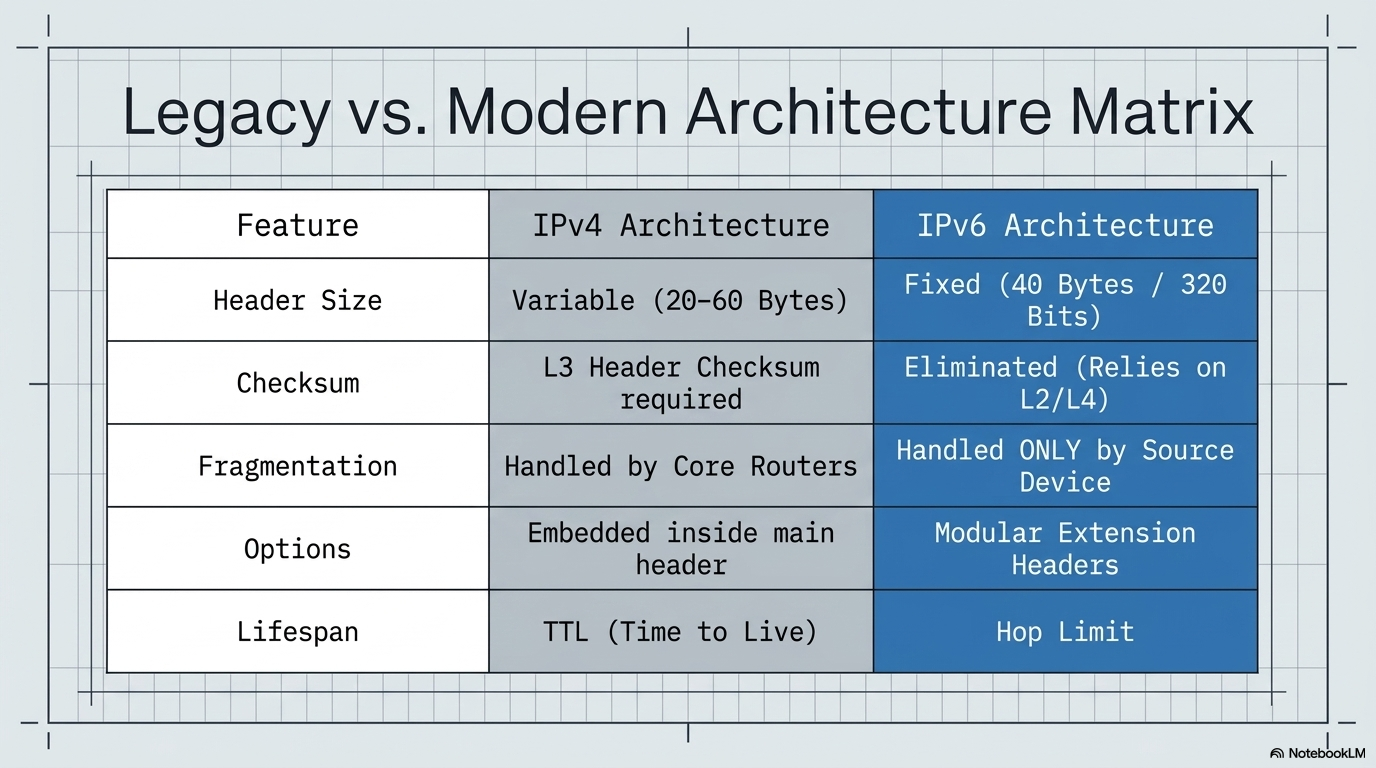 Legacy vs. Modern Architecture Matrix
Feature
IPv4 Architecture
IPv6 Architecture
Header Size
Variable (20–60 Bytes)
Fixed (40 Bytes / 320
Bits)
Checksum
L3 Header Checksum
required
Eliminated (Relies on
L2/L4)
Fragmentation
Handled by Core Routers
Handled ONLY by Source
Device
Options
Embedded inside main
header
Modular Extension
Headers
Lifespan
TTL (Time to Live)
Hop Limit
NotebookLM